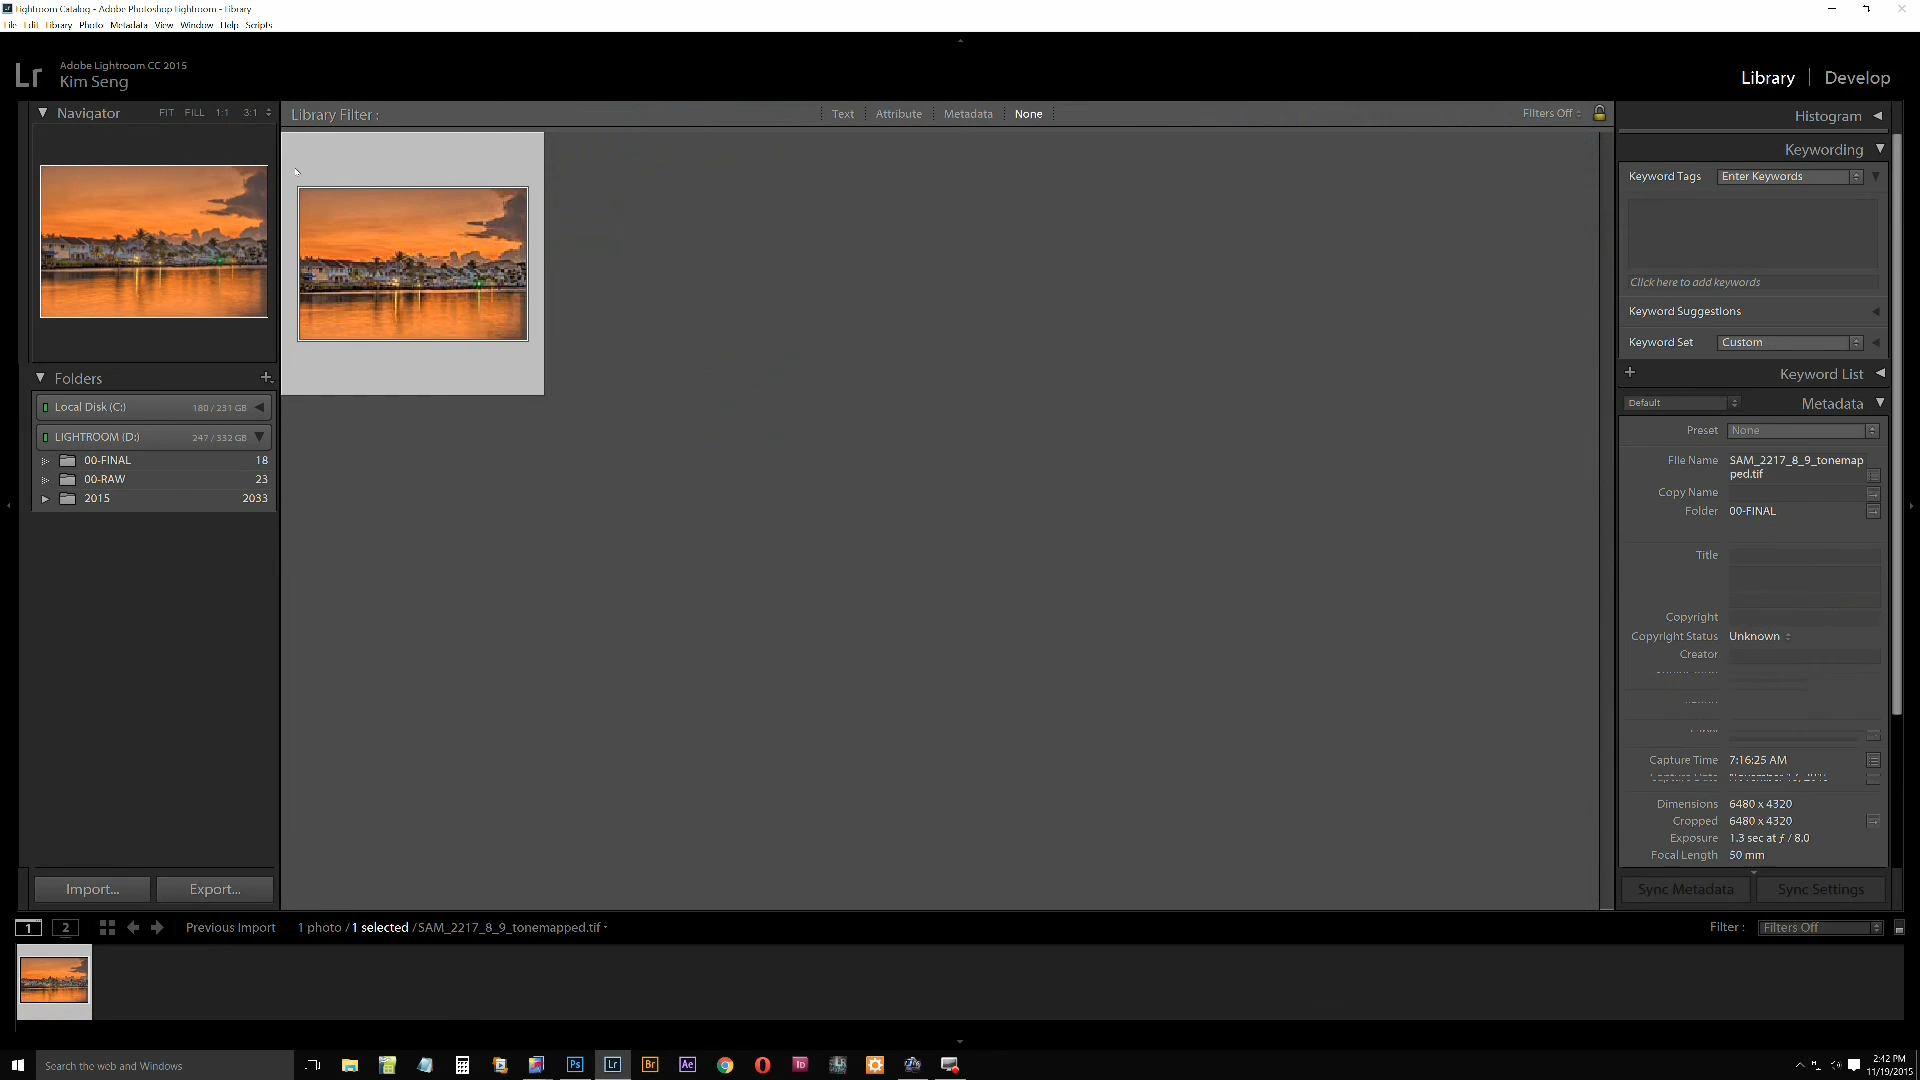 Lightroom Catalog - Adobe Photoshop Lightroom - Library
File Edit Library Photo Metadata View Window Help Scripts
Lr
Adobe Lightroom CC 2015
Kim Seng
Library | Develop
Navigator FIT FILL 1:1 3:1
Library Filter : Text Attribute Metadata None Filters Off
Histogram
Keywording
Keyword Tags Enter Keywords
Click here to add keywords
Keyword Suggestions
Keyword Set Custom
Keyword List
Default Metadata
Preset None
File Name SAM_2217_8_9_tonemap
ped.tif
Copy Name
Folder 00-FINAL
Title
Copyright
Copyright Status Unknown
Creator
Capture Time 7:16:25 AM
Dimensions 6480 x 4320
Cropped 6480 x 4320
Exposure 1.3 sec at ƒ / 8.0
Focal Length 50 mm
Sync Metadata Sync Settings
Folders
Local Disk (C:) 180 / 231 GB
LIGHTROOM (D:) 247 / 332 GB
00-FINAL 18
00-RAW 23
2015 2033
Import... Export...
1 2 Previous Import 1 photo / 1 selected / SAM_2217_8_9_tonemapped.tif Filter : Filters Off
Search the web and Windows
Ps Lr Br Ae Id
2:42 PM
11/19/2015